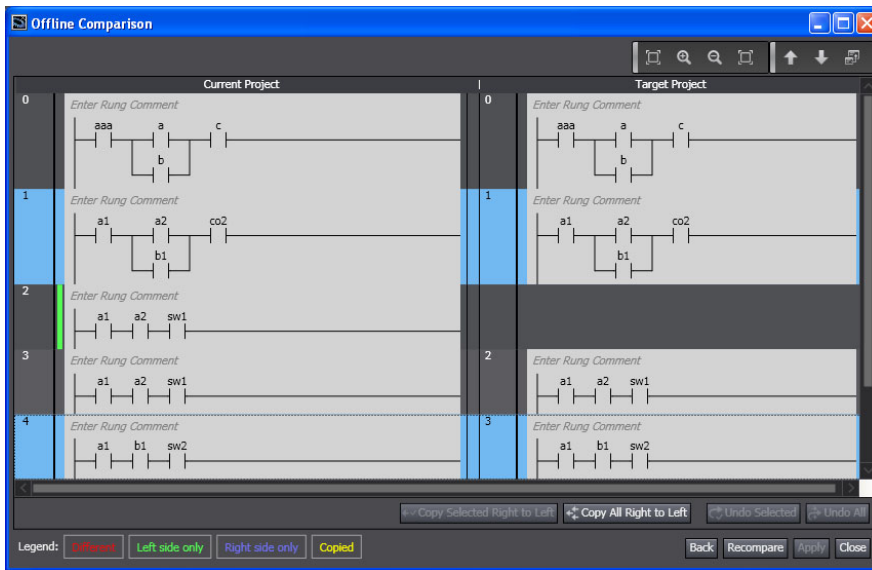 Offline Comparison
Current Project
Target Project
0
Enter Rung Comment
aaa a c
b
0
Enter Rung Comment
aaa a c
b
1
Enter Rung Comment
a1 a2 co2
b1
1
Enter Rung Comment
a1 a2 co2
b1
2
Enter Rung Comment
a1 a2 sw1
3
Enter Rung Comment
a1 a2 sw1
2
Enter Rung Comment
a1 a2 sw1
4
Enter Rung Comment
a1 b1 sw2
3
Enter Rung Comment
a1 b1 sw2
Copy Selected Right to Left Copy All Right to Left Undo Selected Undo All
Legend: Different Left side only Right side only Copied Back Recompare Apply Close